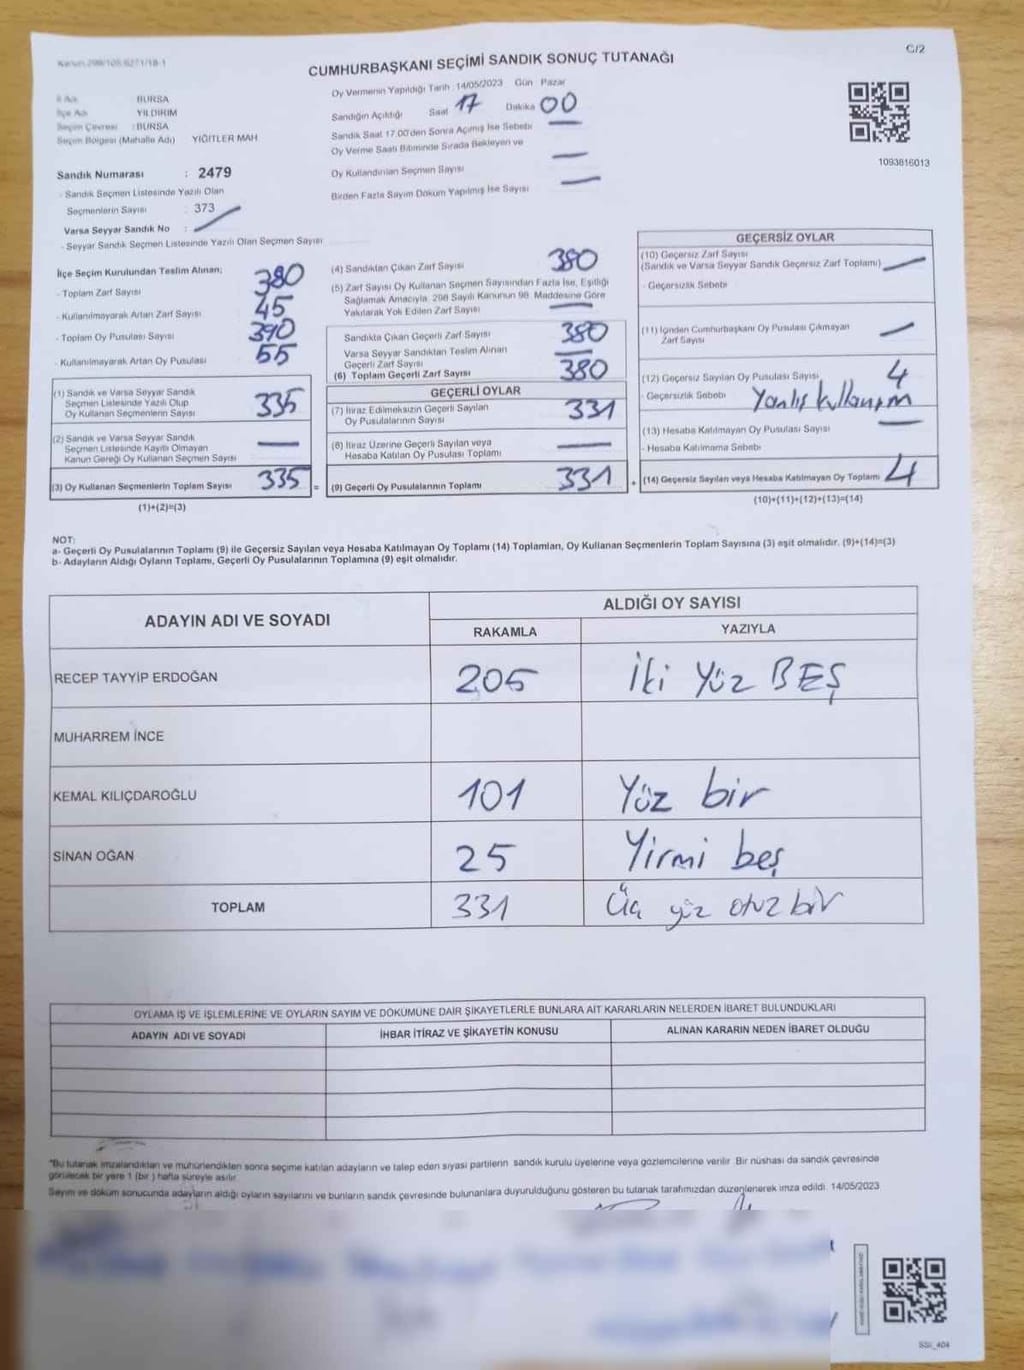 C/2
CUMHURBAŞKANI SEÇİMİ SANDIK SONUÇ TUTANAĞI
Oy Vermenin Yapıldığı Tarih :14/05/2023 Gün Pazar
Sandığın Açıldığı Saat 17 Dakika 00
Sandık Saat 17.00'den Sonra Açımış İse Sebebi
Oy Verme Saati Bitiminde Sırada Bekleyen ve
Oy Kullandırılan Seçmen Sayısı
Birden Fazla Sayım Döküm Yapılmış İse Sayısı
İl Adı BURSA
İlçe Adı YILDIRIM
Seçim Çevresi : BURSA
Seçim Bölgesi (Mahalle Adı) YİĞİTLER MAH
Sandık Numarası : 2479
- Sandık Seçmen Listesinde Yazılı Olan
Seçmenlerin Sayısı : 373
Varsa Seyyar Sandık No :
- Seyyar Sandık Seçmen Listesinde Yazılı Olan Seçmen Sayısı
1093816013
İlçe Seçim Kurulundan Teslim Alınan;
- Toplam Zarf Sayısı 380
- Kullanılmayarak Artan Zarf Sayısı 45
- Toplam Oy Pusulası Sayısı 390
- Kullanılmayarak Artan Oy Pusulası 55
(1) Sandık ve Varsa Seyyar Sandık
Seçmen Listesinde Yazılı Olup
Oy Kullanan Seçmenlerin Sayısı 335
(2) Sandık ve Varsa Seyyar Sandık
Seçmen Listesinde Kayıtlı Olmayan
Kanun Gereği Oy Kullanan Seçmen Sayısı
(3) Oy Kullanan Seçmenlerin Toplam Sayısı 335 =
(1)+(2)=(3)
(4) Sandıktan Çıkan Zarf Sayısı 380
(5) Zarf Sayısı Oy Kullanan Seçmen Sayısından Fazla İse, Eşitliği
Sağlamak Amacıyla, 298 Sayılı Kanunun 98. Maddesine Göre
Yakılarak Yok Edilen Zarf Sayısı
Sandıkta Çıkan Geçerli Zarf Sayısı 380
Varsa Seyyar Sandıktan Teslim Alınan
Geçerli Zarf Sayısı
(6) Toplam Geçerli Zarf Sayısı 380
GEÇERLİ OYLAR
(7) İtiraz Edilmeksizin Geçerli Sayılan
Oy Pusulalarının Sayısı 331
(8) İtiraz Üzerine Geçerli Sayılan veya
Hesaba Katılan Oy Pusulası Toplamı
(9) Geçerli Oy Pusulalarının Toplamı 331 +
GEÇERSİZ OYLAR
(10) Geçersiz Zarf Sayısı
(Sandık ve Varsa Seyyar Sandık Geçersiz Zarf Toplamı)
- Geçersizlik Sebebi
(11) İçinden Cumhurbaşkanı Oy Pusulası Çıkmayan
Zarf Sayısı
(12) Geçersiz Sayılan Oy Pusulası Sayısı 4
- Geçersizlik Sebebi Yanlış kullanım
(13) Hesaba Katılmayan Oy Pusulası Sayısı
- Hesaba Katılmama Sebebi
(14) Geçersiz Sayılan veya Hesaba Katılmayan Oy Toplamı 4
(10)+(11)+(12)+(13)=(14)
NOT:
a- Geçerli Oy Pusulalarının Toplamı (9) ile Geçersiz Sayılan veya Hesaba Katılmayan Oy Toplamı (14) Toplamları, Oy Kullanan Seçmenlerin Toplam Sayısına (3) eşit olmalıdır. (9)+(14)=(3)
b- Adayların Aldığı Oyların Toplamı, Geçerli Oy Pusulalarının Toplamına (9) eşit olmalıdır.
ADAYIN ADI VE SOYADI
ALDIĞI OY SAYISI
RAKAMLA YAZIYLA
RECEP TAYYİP ERDOĞAN 205 İki Yüz BEŞ
MUHARREM İNCE
KEMAL KILIÇDAROĞLU 101 Yüz bir
SİNAN OĞAN 25 Yirmi beş
TOPLAM 331 Üç yüz otuz bir
OYLAMA İŞ VE İŞLEMLERİNE VE OYLARIN SAYIM VE DÖKÜMÜNE DAİR ŞİKAYETLERLE BUNLARA AİT KARARLARIN NELERDEN İBARET BULUNDUKLARI
ADAYIN ADI VE SOYADI İHBAR İTİRAZ VE ŞİKAYETİN KONUSU ALINAN KARARIN NEDEN İBARET OLDUĞU
*Bu tutanak imzalandıktan ve mühürlendikten sonra seçime katılan adayların ve talep eden siyasi partilerin sandık kurulu üyelerine veya gözlemcilerine verilir. Bir nüshası da sandık çevresinde
görülecek bir yere 1 (bir) hafta süreyle asılır.
Sayım ve döküm sonucunda adayların aldığı oyların sayılarını ve bunların sandık çevresinde bulunanlara duyurulduğunu gösteren bu tutanak tarafımızdan düzenlenerek imza edildi. 14/05/2023